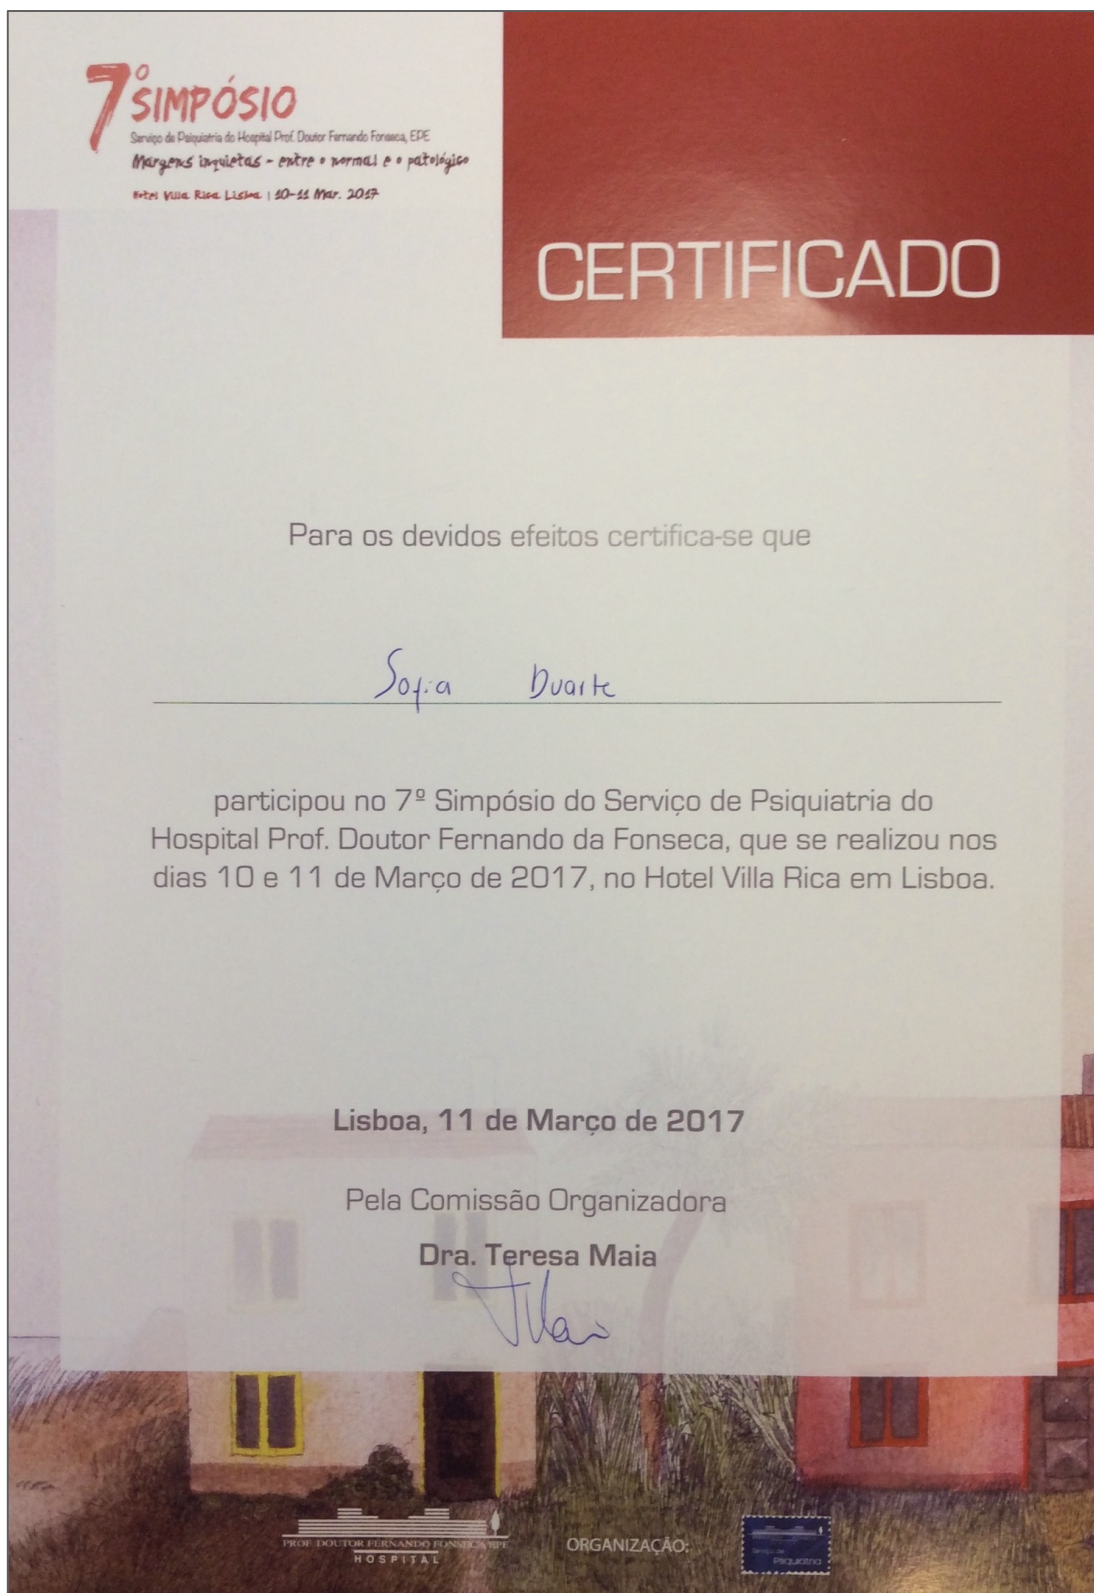 7º SIMPÓSIO
Serviço de Psiquiatria do Hospital Prof. Doutor Fernando Fonseca, EPE
Margens inquietas - entre o normal e o patológico
Hotel Villa Rica Lisboa | 10-11 Mar. 2017
CERTIFICADO
Para os devidos efeitos certifica-se que
Sofia Duarte
participou no 7º Simpósio do Serviço de Psiquiatria do
Hospital Prof. Doutor Fernando da Fonseca, que se realizou nos
dias 10 e 11 de Março de 2017, no Hotel Villa Rica em Lisboa.
Lisboa, 11 de Março de 2017
Pela Comissão Organizadora
Dra. Teresa Maia
TMaia
PROF. DOUTOR FERNANDO FONSECA EPE
HOSPITAL
ORGANIZAÇÃO:
Serviço de
Psiquiatria